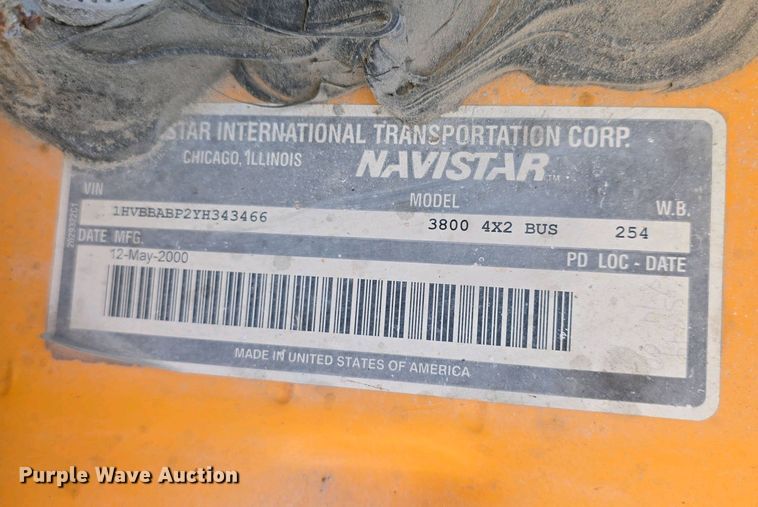 STAR INTERNATIONAL TRANSPORTATION CORP.
CHICAGO, ILLINOIS NAVISTAR™
VIN MODEL W.B.
1HVBBABP2YH343466 3800 4X2 BUS 254
DATE MFG. PD LOC - DATE
12-May-2000
MADE IN UNITED STATES OF AMERICA
Purple Wave Auction